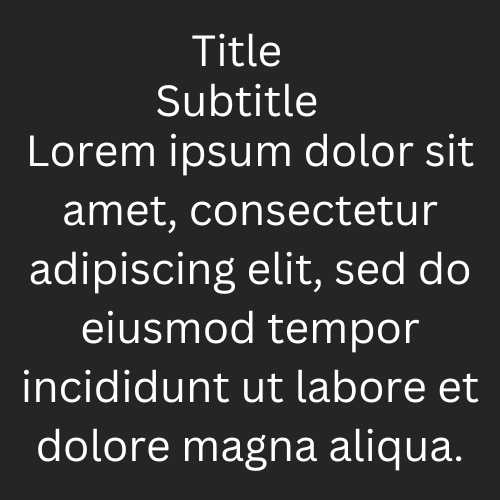 Title
Subtitle
Lorem ipsum dolor sit
amet, consectetur
adipiscing elit, sed do
eiusmod tempor
incididunt ut labore et
dolore magna aliqua.